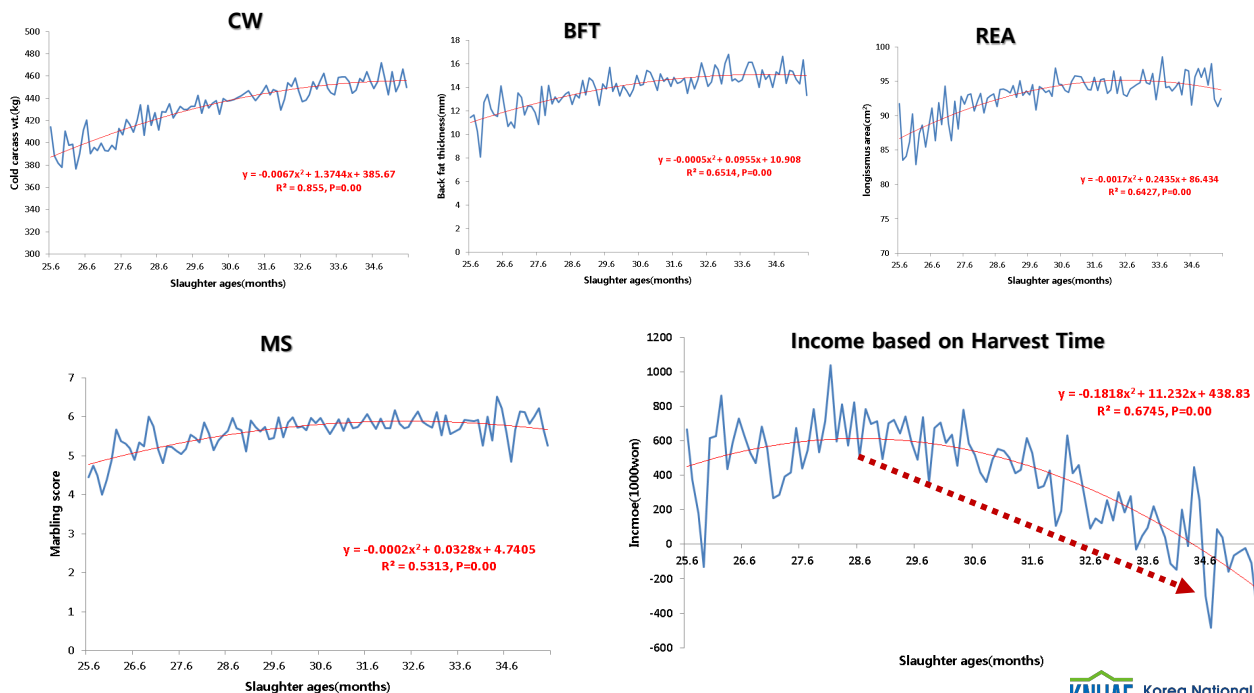 CW
Cold carcass wt.(kg)
500
480
460
440
420
400
380
360
340
320
300
y = -0.0067x² + 1.3744x + 385.67
R² = 0.855, P=0.00
25.6 26.6 27.6 28.6 29.6 30.6 31.6 32.6 33.6 34.6
Slaughter ages(months)
BFT
Back fat thickness(mm)
18
16
14
12
10
8
6
4
2
0
y = -0.0005x² + 0.0955x + 10.908
R² = 0.6514, P=0.00
25.6 26.6 27.6 28.6 29.6 30.6 31.6 32.6 33.6 34.6
Slaughter ages(months)
REA
longissmus area(cm²)
100
95
90
85
80
75
70
y = -0.0017x² + 0.2435x + 86.434
R² = 0.6427, P=0.00
25.6 26.6 27.6 28.6 29.6 30.6 31.6 32.6 33.6 34.6
Slaughter ages(months)
MS
Marbling score
7
6
5
4
3
2
1
0
y = -0.0002x² + 0.0328x + 4.7405
R² = 0.5313, P=0.00
25.6 26.6 27.6 28.6 29.6 30.6 31.6 32.6 33.6 34.6
Slaughter ages(months)
Income based on Harvest Time
Incmoe(1000won)
1200
1000
800
600
400
200
0
-200
-400
-600
y = -0.1818x² + 11.232x + 438.83
R² = 0.6745, P=0.00
25.6 26.6 27.6 28.6 29.6 30.6 31.6 32.6 33.6 34.6
Slaughter ages(months)
Korea National